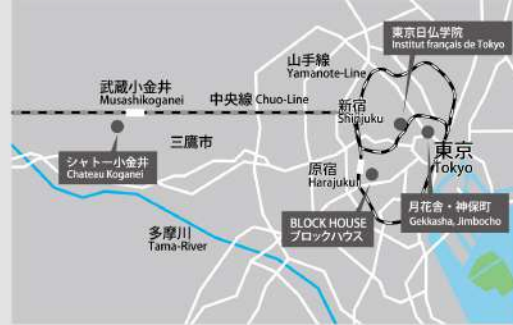 東京日仏学院
Institut français de Tokyo
山手線
Yamanote-Line
武蔵小金井
Musashikoganei
中央線 Chuo-Line
新宿
Shinjuku
三鷹市
東京
Tokyo
シャトー小金井
Chateau Koganei
原宿
Harajuku
月花舎・神保町
Gekkasha, Jimbocho
BLOCK HOUSE
ブロックハウス
多摩川
Tama-River